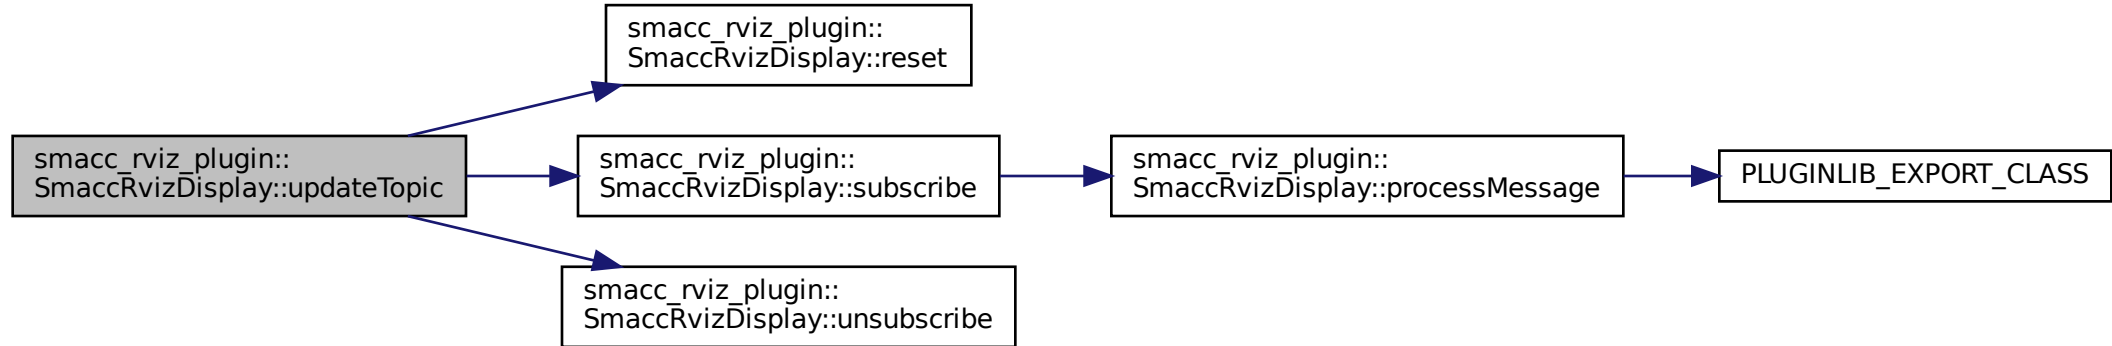 smacc_rviz_plugin::
SmaccRvizDisplay::reset
smacc_rviz_plugin::
SmaccRvizDisplay::updateTopic
smacc_rviz_plugin::
SmaccRvizDisplay::subscribe
smacc_rviz_plugin::
SmaccRvizDisplay::processMessage
PLUGINLIB_EXPORT_CLASS
smacc_rviz_plugin::
SmaccRvizDisplay::unsubscribe